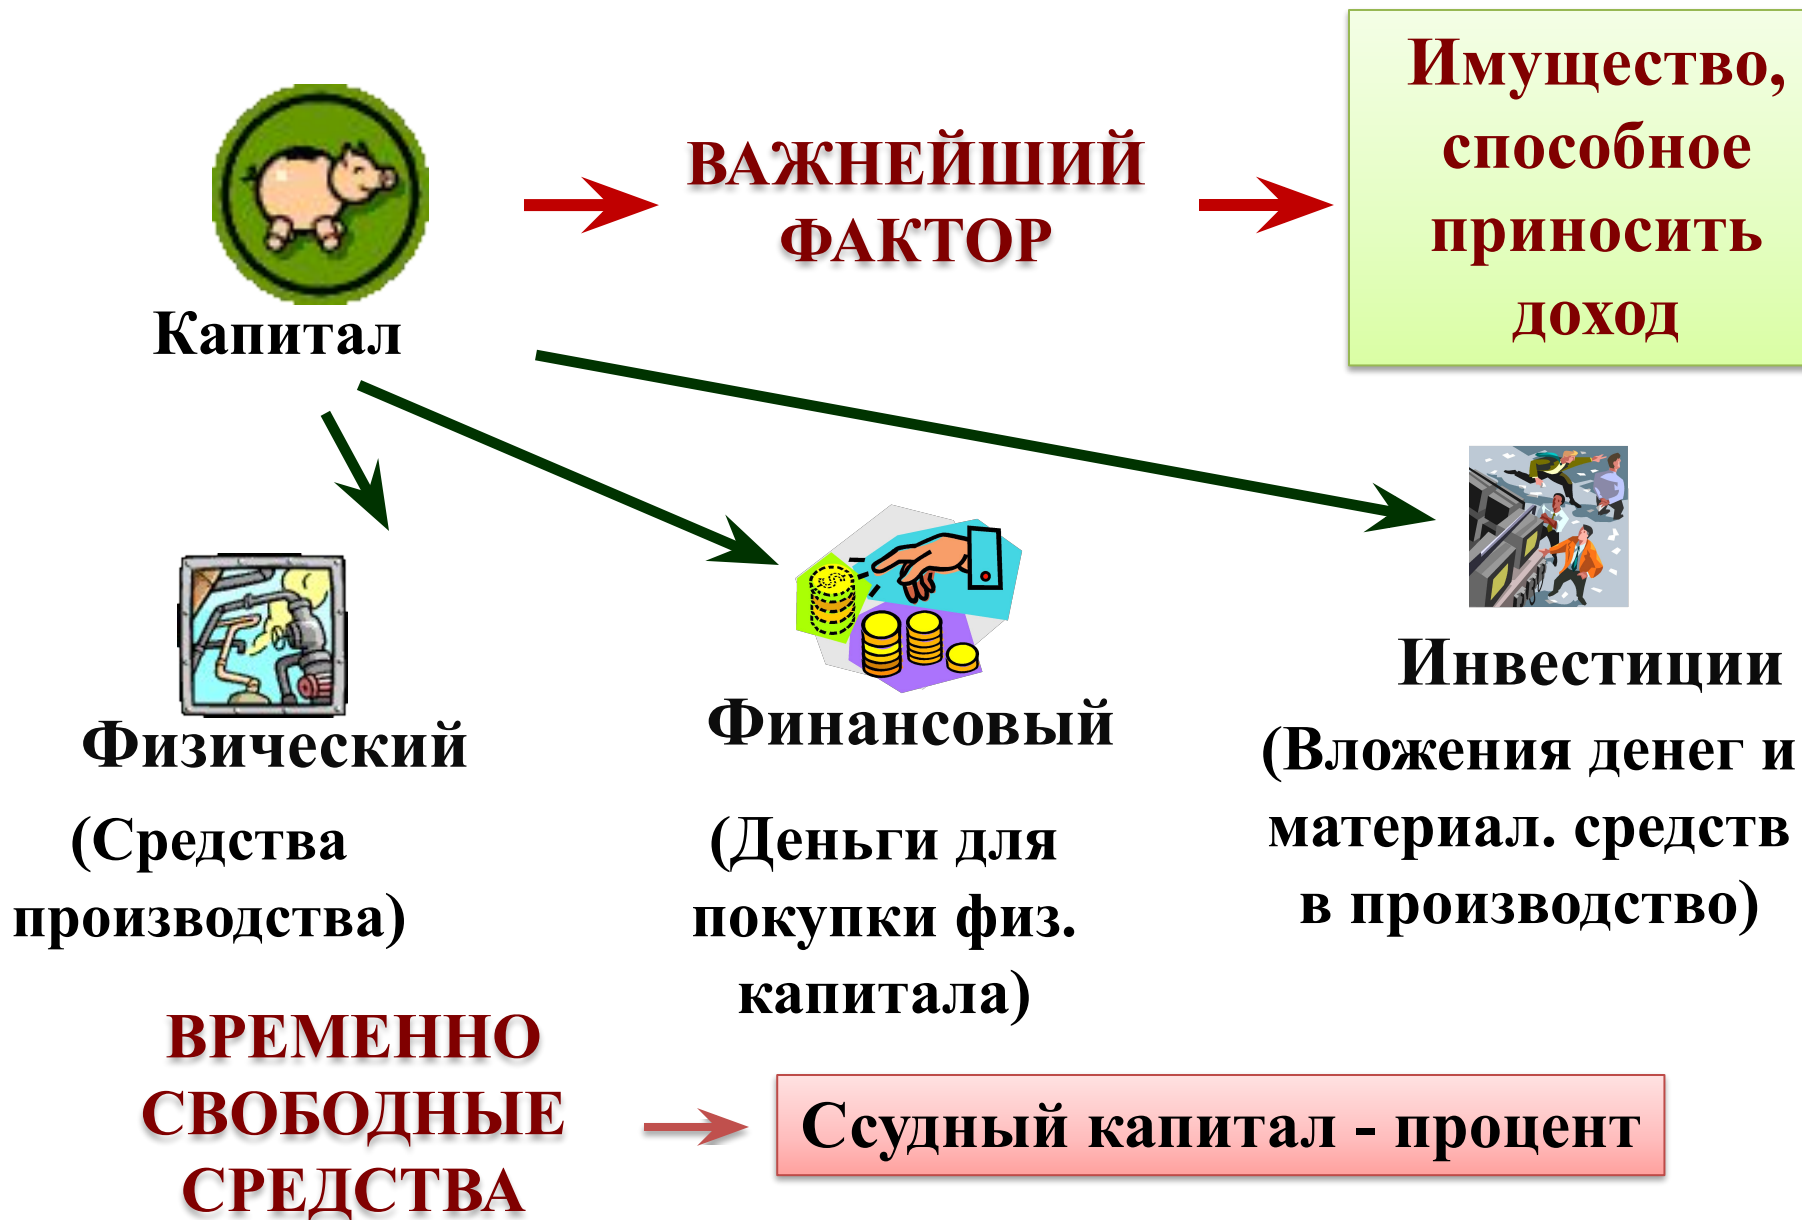 Капитал
ВАЖНЕЙШИЙ
ФАКТОР
Имущество,
способное
приносить
доход
Физический
(Средства
производства)
Финансовый
(Деньги для
покупки физ.
капитала)
Инвестиции
(Вложения денег и
материал. средств
в производство)
ВРЕМЕННО
СВОБОДНЫЕ
СРЕДСТВА
Ссудный капитал - процент